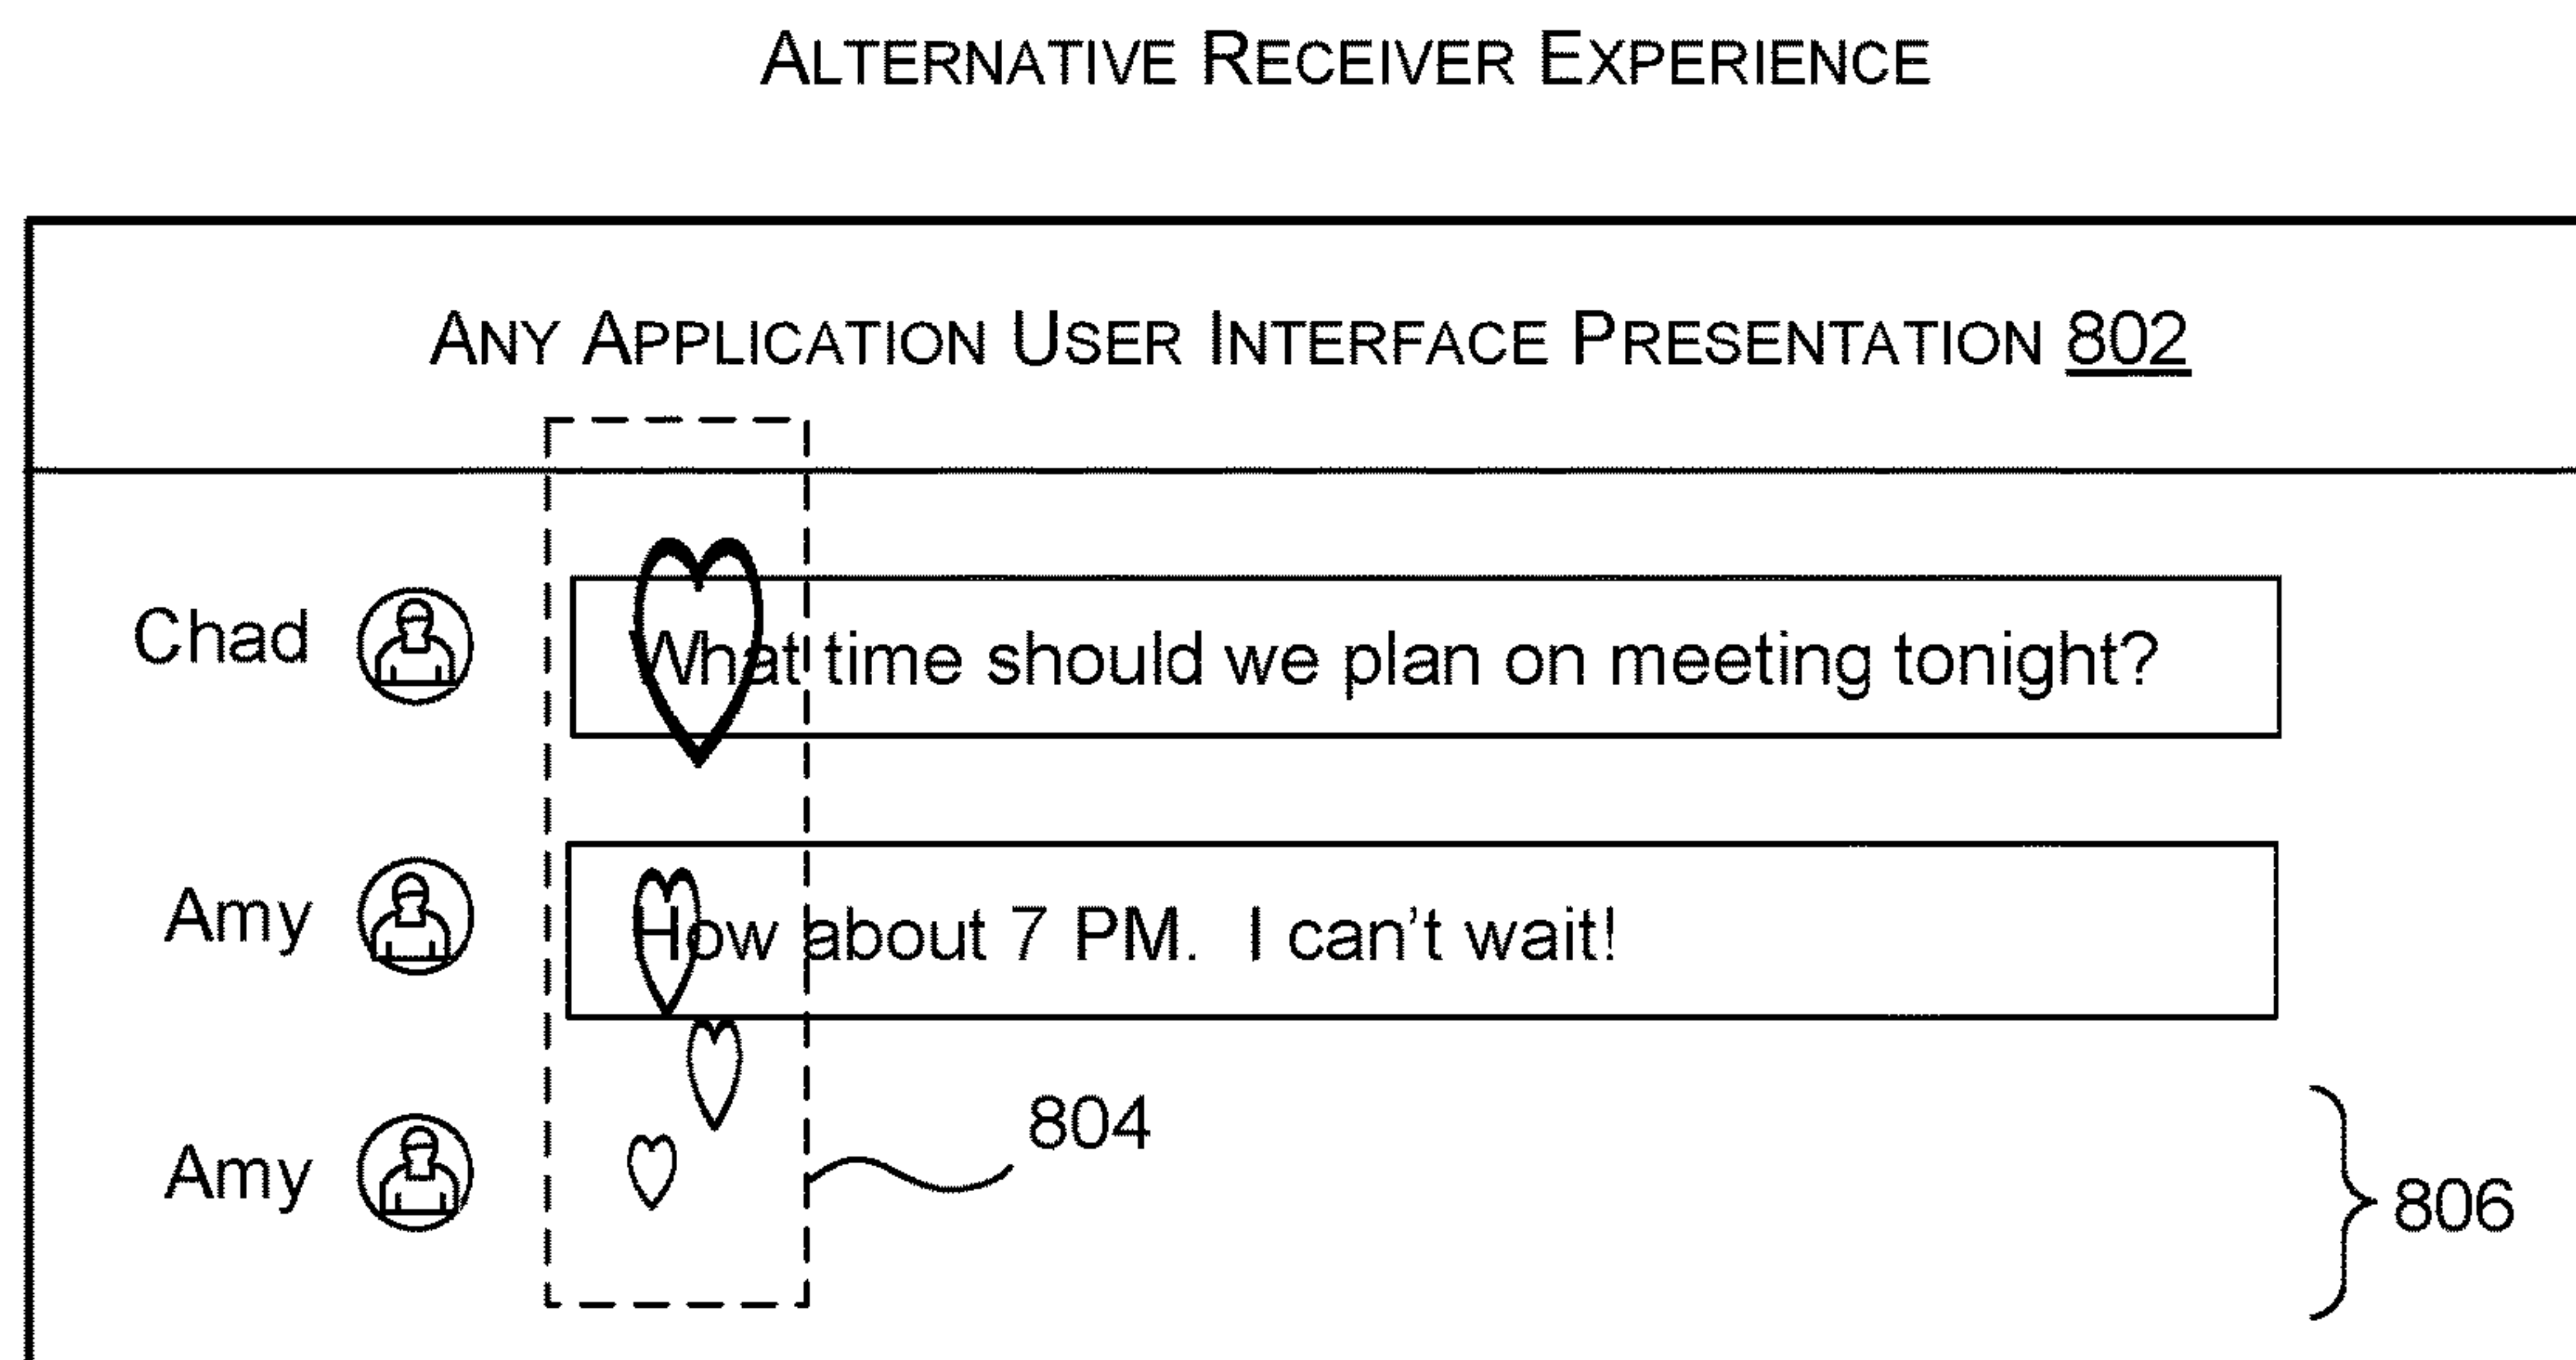 ALTERNATIVE RECEIVER EXPERIENCE
ANY APPLICATION USER INTERFACE PRESENTATION 802
Chad What time should we plan on meeting tonight?
Amy How about 7 PM.  I can't wait!
804
Amy
806